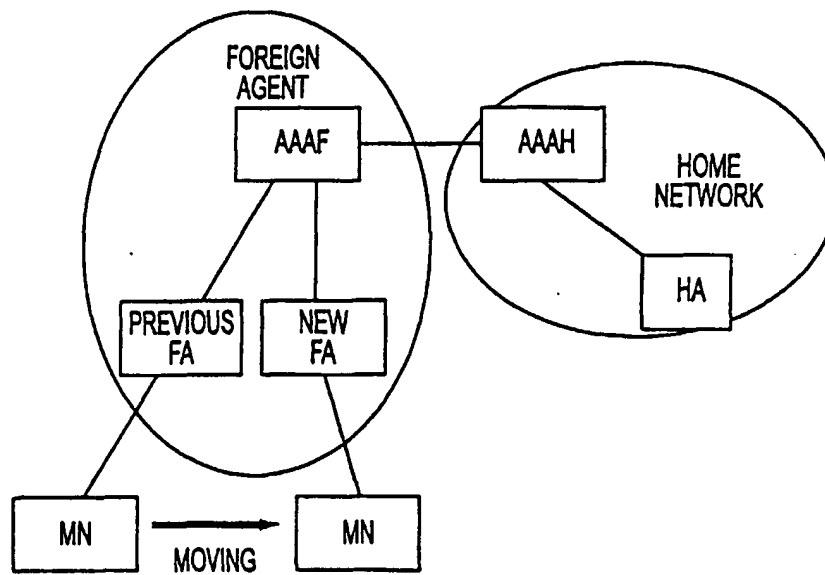 FOREIGN
AGENT
AAAF
AAAH
HOME
NETWORK
HA
PREVIOUS
FA
NEW
FA
MN
MOVING
MN